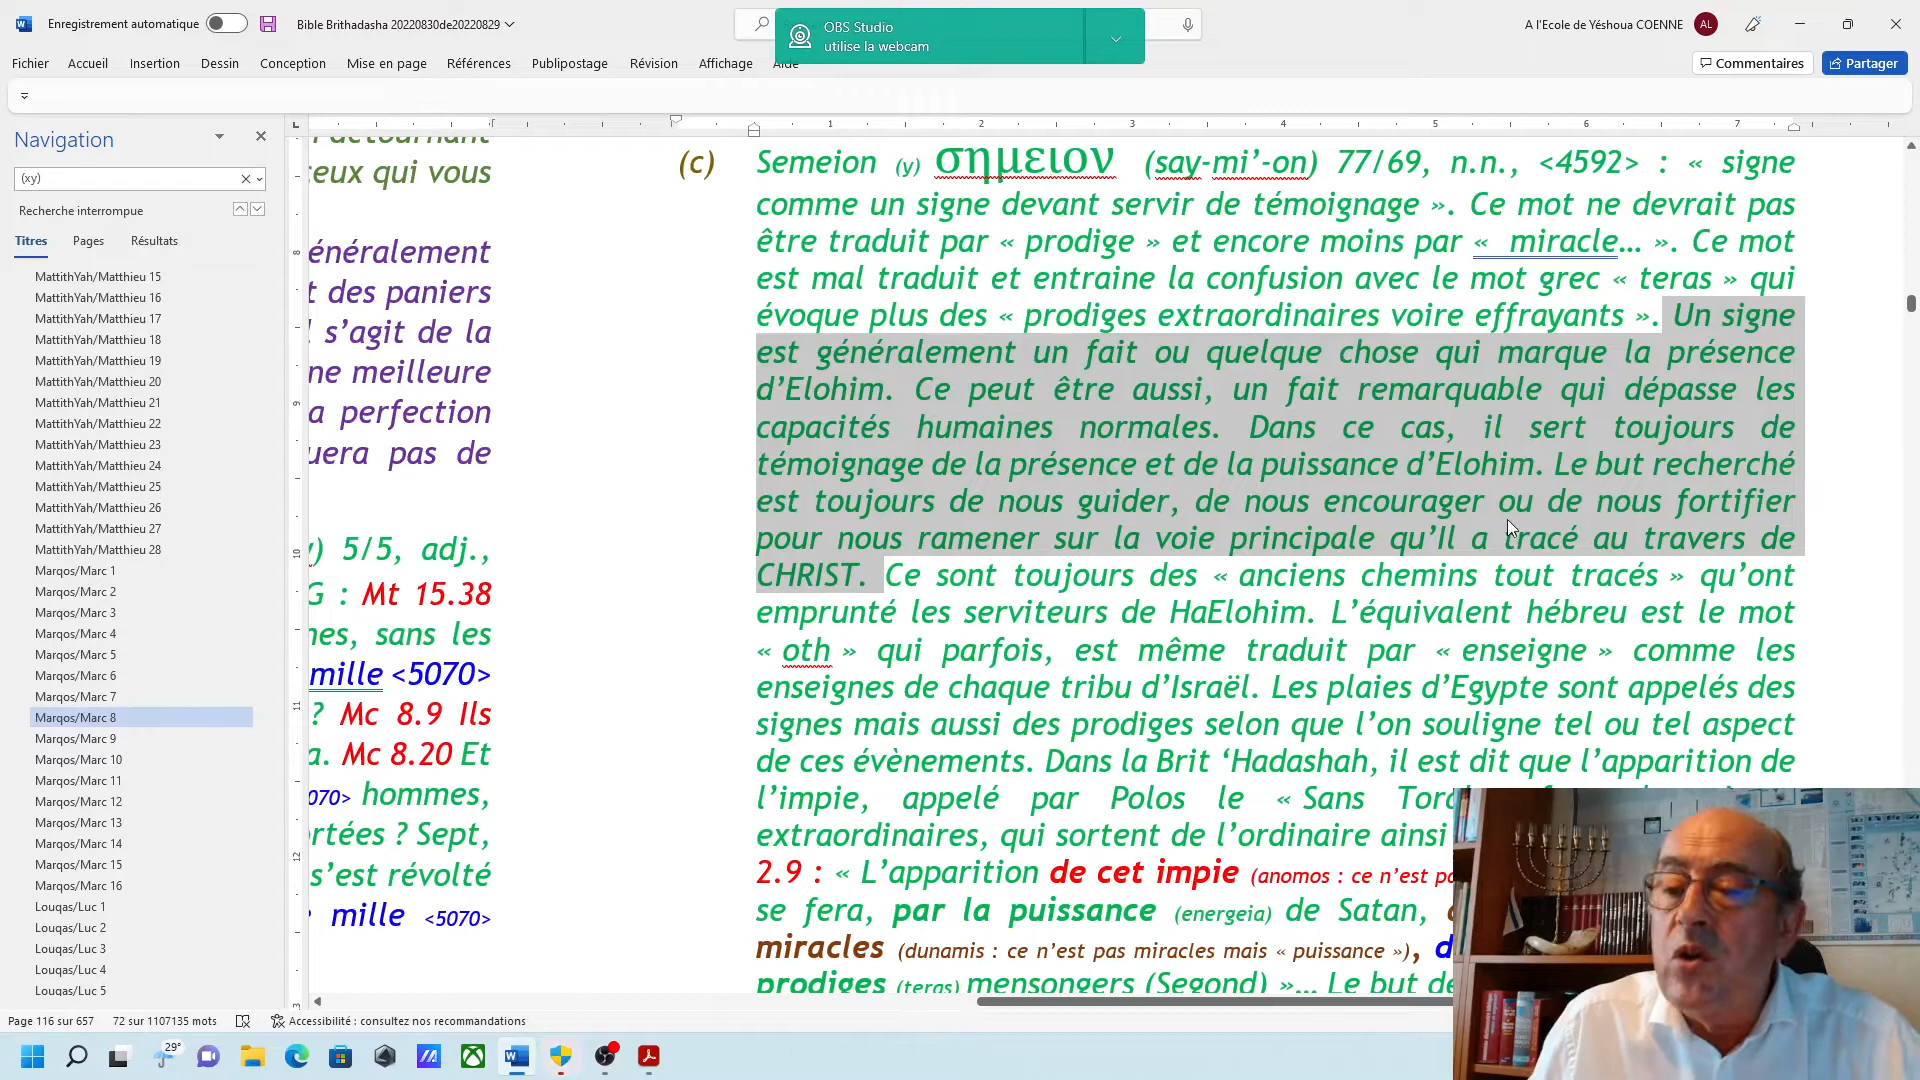 Enregistrement automatique
Bible Brithadasha 20220830de20220829
OBS Studio
utilise la webcam
A l'Ecole de Yéshoua COENNE AL
Fichier Accueil Insertion Dessin Conception Mise en page Références Publipostage Révision Affichage Aide
Commentaires Partager
Navigation
(xy)
Recherche interrompue
Titres Pages Résultats
MattithYah/Matthieu 15
MattithYah/Matthieu 16
MattithYah/Matthieu 17
MattithYah/Matthieu 18
MattithYah/Matthieu 19
MattithYah/Matthieu 20
MattithYah/Matthieu 21
MattithYah/Matthieu 22
MattithYah/Matthieu 23
MattithYah/Matthieu 24
MattithYah/Matthieu 25
MattithYah/Matthieu 26
MattithYah/Matthieu 27
MattithYah/Matthieu 28
Marqos/Marc 1
Marqos/Marc 2
Marqos/Marc 3
Marqos/Marc 4
Marqos/Marc 5
Marqos/Marc 6
Marqos/Marc 7
Marqos/Marc 8
Marqos/Marc 9
Marqos/Marc 10
Marqos/Marc 11
Marqos/Marc 12
Marqos/Marc 13
Marqos/Marc 14
Marqos/Marc 15
Marqos/Marc 16
Louqas/Luc 1
Louqas/Luc 2
Louqas/Luc 3
Louqas/Luc 4
Louqas/Luc 5
ceux qui vous
énéralement
t des paniers
l s'agit de la
ne meilleure
a perfection
uera pas de
) 5/5, adj.,
G : Mt 15.38
nes, sans les
mille <5070>
? Mc 8.9 Ils
a. Mc 8.20 Et
070> hommes,
rtées ? Sept,
s'est révolté
mille <5070>
1 2 3 4 5 6 7
8
9
10
11
12
(c) Semeion (y) σημειον (say-mi'-on) 77/69, n.n., <4592> : « signe
comme un signe devant servir de témoignage ». Ce mot ne devrait pas
être traduit par « prodige » et encore moins par « miracle… ». Ce mot
est mal traduit et entraine la confusion avec le mot grec « teras » qui
évoque plus des « prodiges extraordinaires voire effrayants ». Un signe
est généralement un fait ou quelque chose qui marque la présence
d'Elohim. Ce peut être aussi, un fait remarquable qui dépasse les
capacités humaines normales. Dans ce cas, il sert toujours de
témoignage de la présence et de la puissance d'Elohim. Le but recherché
est toujours de nous guider, de nous encourager ou de nous fortifier
pour nous ramener sur la voie principale qu'Il a tracé au travers de
CHRIST. Ce sont toujours des « anciens chemins tout tracés » qu'ont
emprunté les serviteurs de HaElohim. L'équivalent hébreu est le mot
« oth » qui parfois, est même traduit par « enseigne » comme les
enseignes de chaque tribu d'Israël. Les plaies d'Egypte sont appelés des
signes mais aussi des prodiges selon que l'on souligne tel ou tel aspect
de ces évènements. Dans la Brit 'Hadashah, il est dit que l'apparition de
l'impie, appelé par Polos le « Sans
extraordinaires, qui sortent de l'ordinaire ainsi
2.9 : « L'apparition de cet impie (anomos : ce n'est
se fera, par la puissance (energeia) de Satan,
miracles (dunamis : ce n'est pas miracles mais « puissance »),
prodiges (teras) mensongers (Segond) »… Le but
Page 116 sur 657 72 sur 1107135 mots Accessibilité : consultez nos recommandations
29°